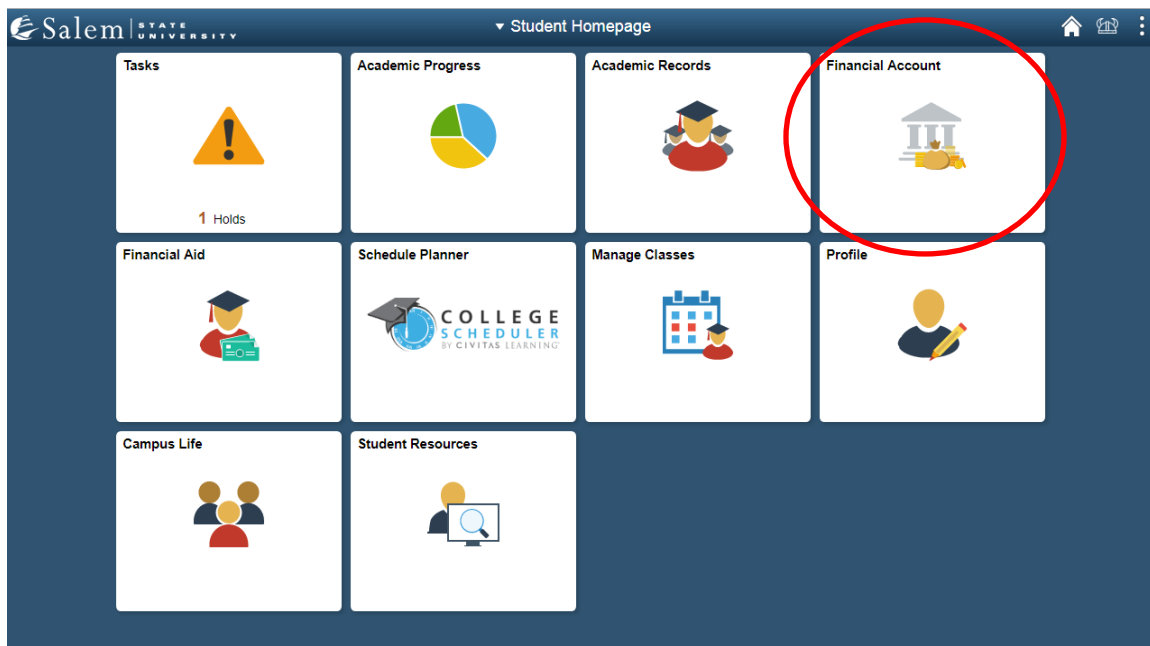 Salem STATE UNIVERSITY
Student Homepage
Tasks
Academic Progress
Academic Records
Financial Account
1 Holds
Financial Aid
Schedule Planner
Manage Classes
Profile
COLLEGE
SCHEDULER
BY CIVITAS LEARNING
Campus Life
Student Resources